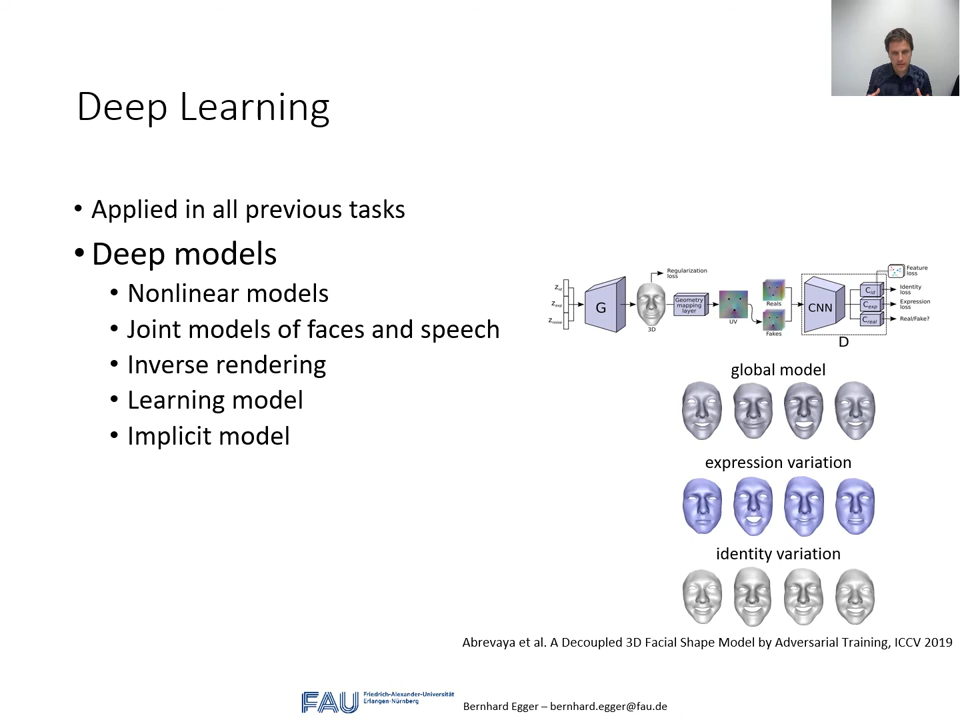 Deep Learning
• Applied in all previous tasks
• Deep models
• Nonlinear models
• Joint models of faces and speech
• Inverse rendering
• Learning model
• Implicit model
Regularization
loss
G
3D
Geometry
mapping
layer
UV
Reals
Fakes
CNN
D
Feature
loss
Identity
loss
Expression
loss
Real/Fake?
global model
expression variation
identity variation
Abrevaya et al. A Decoupled 3D Facial Shape Model by Adversarial Training, ICCV 2019
FAU
Friedrich-Alexander-Universität
Erlangen-Nürnberg
Bernhard Egger – bernhard.egger@fau.de